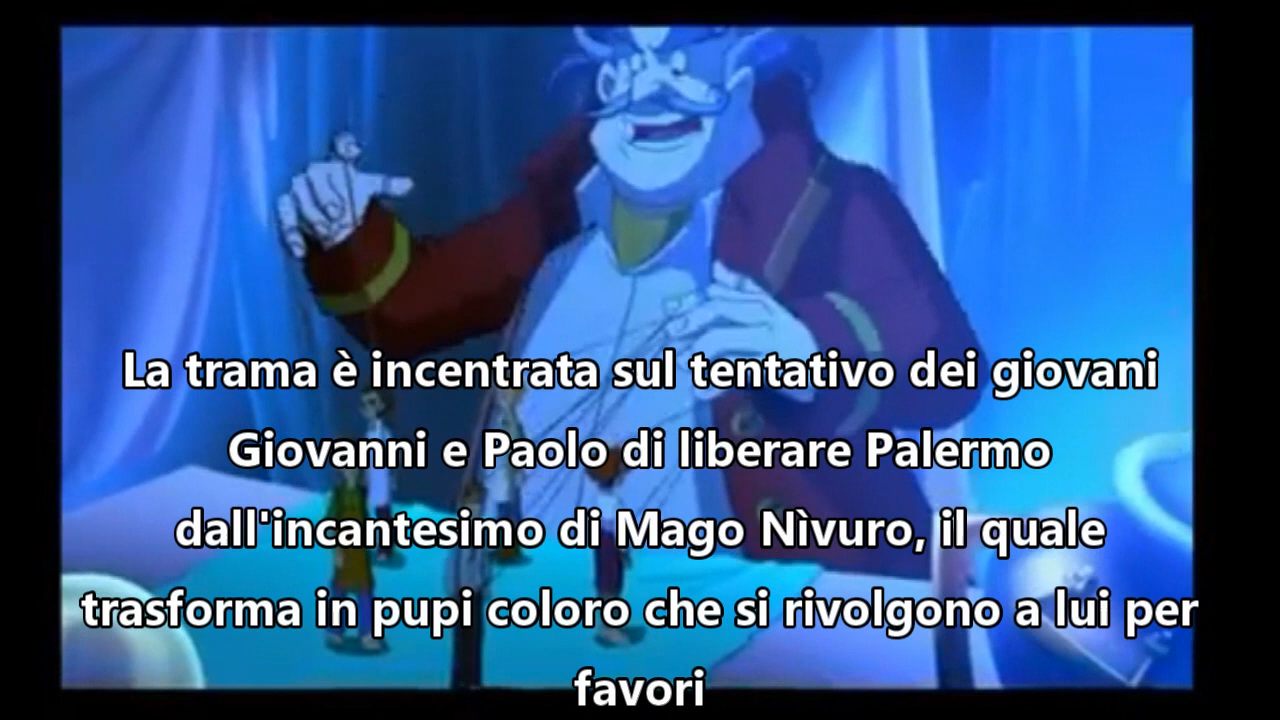 La trama è incentrata sul tentativo dei giovani
Giovanni e Paolo di liberare Palermo
dall'incantesimo di Mago Nìvuro, il quale
trasforma in pupi coloro che si rivolgono a lui per
favori